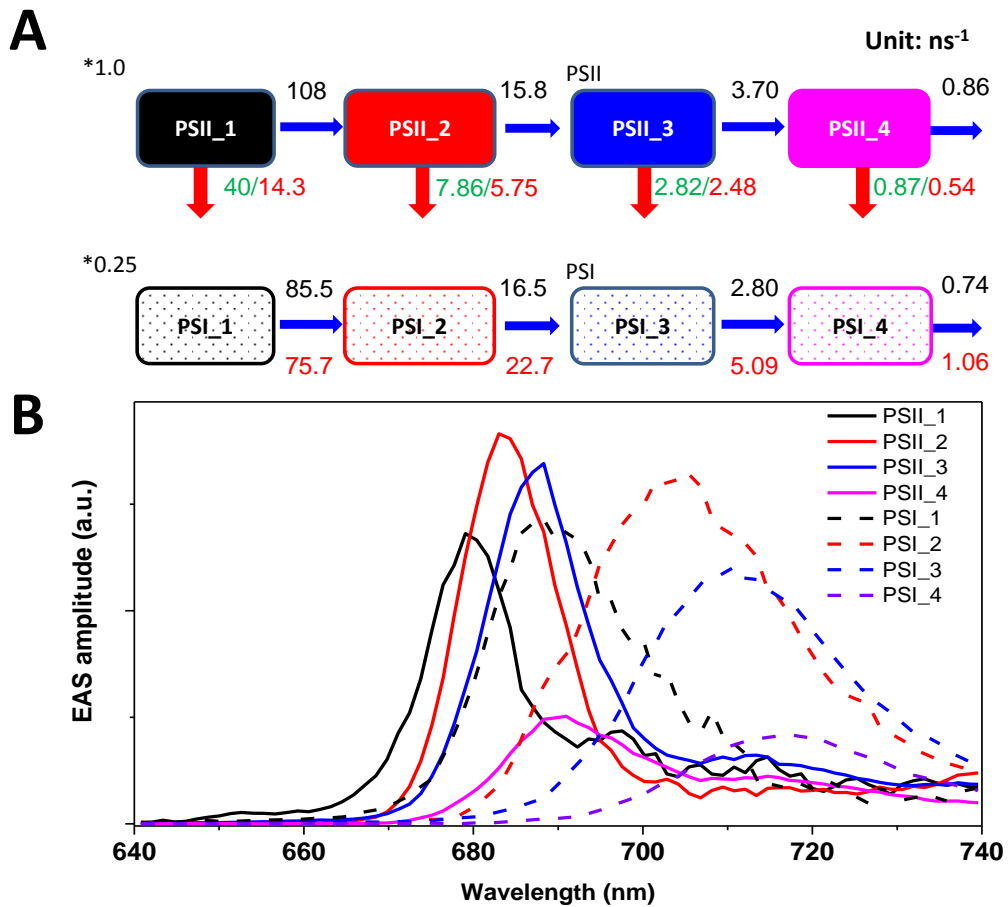 A
Unit: ns-1
*1.0
PSII
108
15.8
3.70
0.86
PSII_1
PSII_2
PSII_3
PSII_4
40/14.3
7.86/5.75
2.82/2.48
0.87/0.54
*0.25
PSI
85.5
16.5
2.80
0.74
PSI_1
PSI_2
PSI_3
PSI_4
75.7
22.7
5.09
1.06
B
PSII_1
PSII_2
PSII_3
PSII_4
PSI_1
PSI_2
PSI_3
PSI_4
EAS amplitude (a.u.)
640
660
680
700
720
740
Wavelength (nm)